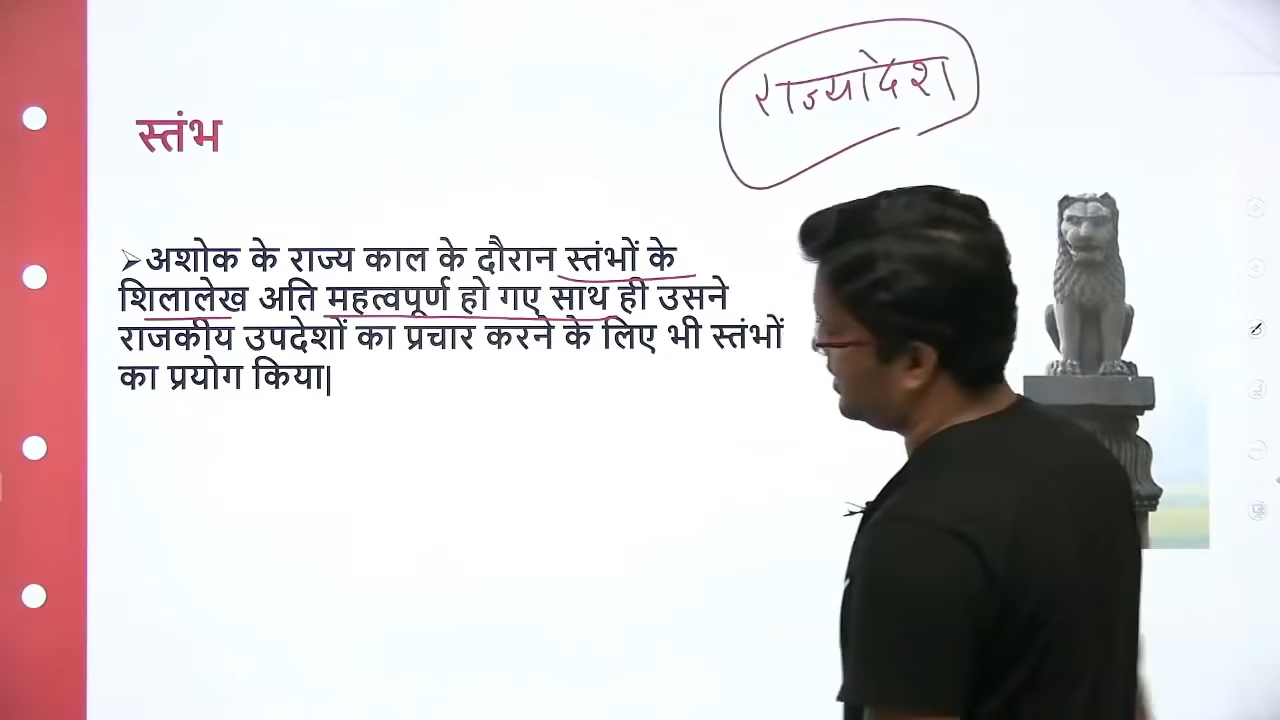 राज्यादेश
स्तंभ
➢अशोक के राज्य काल के दौरान स्तंभों के
शिलालेख अति महत्वपूर्ण हो गए साथ ही उसने
राजकीय उपदेशों का प्रचार करने के लिए भी स्तंभों
का प्रयोग किया|